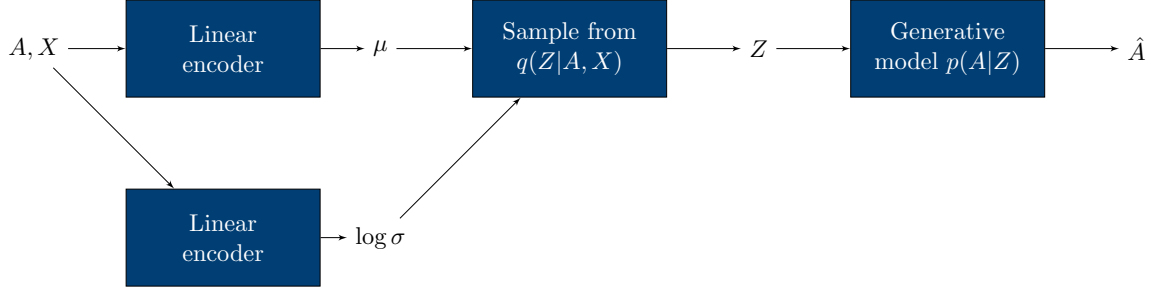 A, X
Linear
encoder
μ
Sample from
q(Z|A, X)
Z
Generative
model p(A|Z)
Â
Linear
encoder
log σ